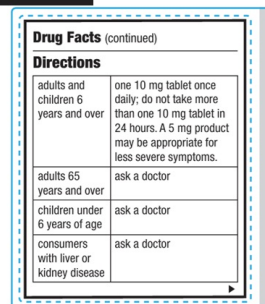 Drug Facts (continued)
Directions
adults and
children 6
years and over
one 10 mg tablet once
daily; do not take more
than one 10 mg tablet in
24 hours. A 5 mg product
may be appropriate for
less severe symptoms.
adults 65
years and over
ask a doctor
children under
6 years of age
ask a doctor
consumers
with liver or
kidney disease
ask a doctor